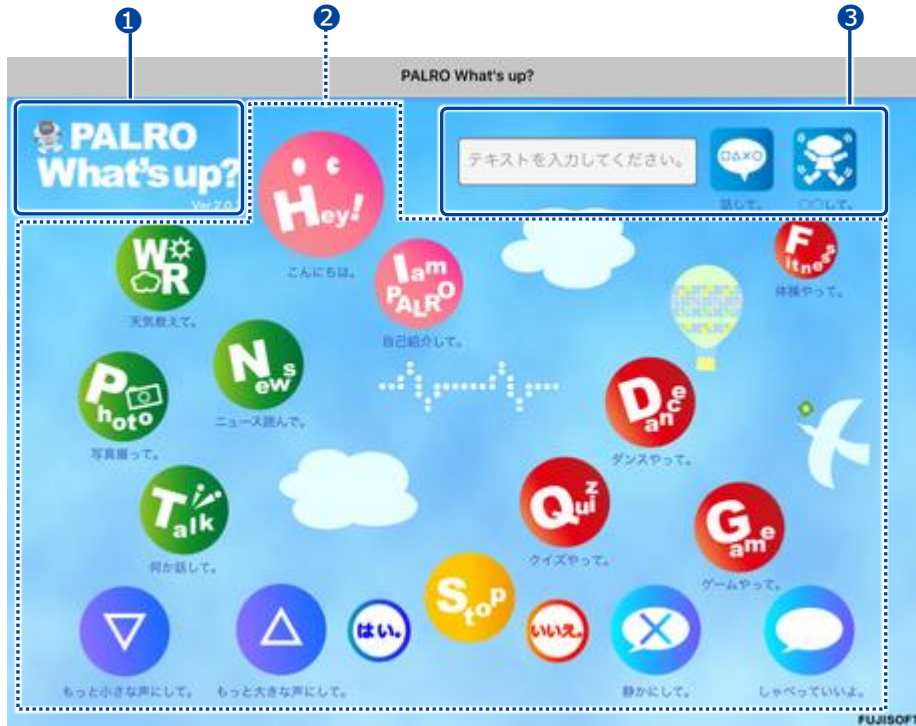 1
2
3
PALRO What's up?
PALRO
What's up?
Ver.2.0.
Hey!
こんにちは。
テキストを入力してください。
□△×○
話して。
○○して。
WR
天気教えて。
I am PALRO
自己紹介して。
Fitness
体操やって。
News
ニュース読んで。
Photo
写真撮って。
Dance
ダンスやって。
Talk
何か話して。
Quiz
クイズやって。
Game
ゲームやって。
Stop
はい。
いいえ。
もっと小さな声にして。
もっと大きな声にして。
静かにして。
しゃべっていいよ。
FUJISOFT